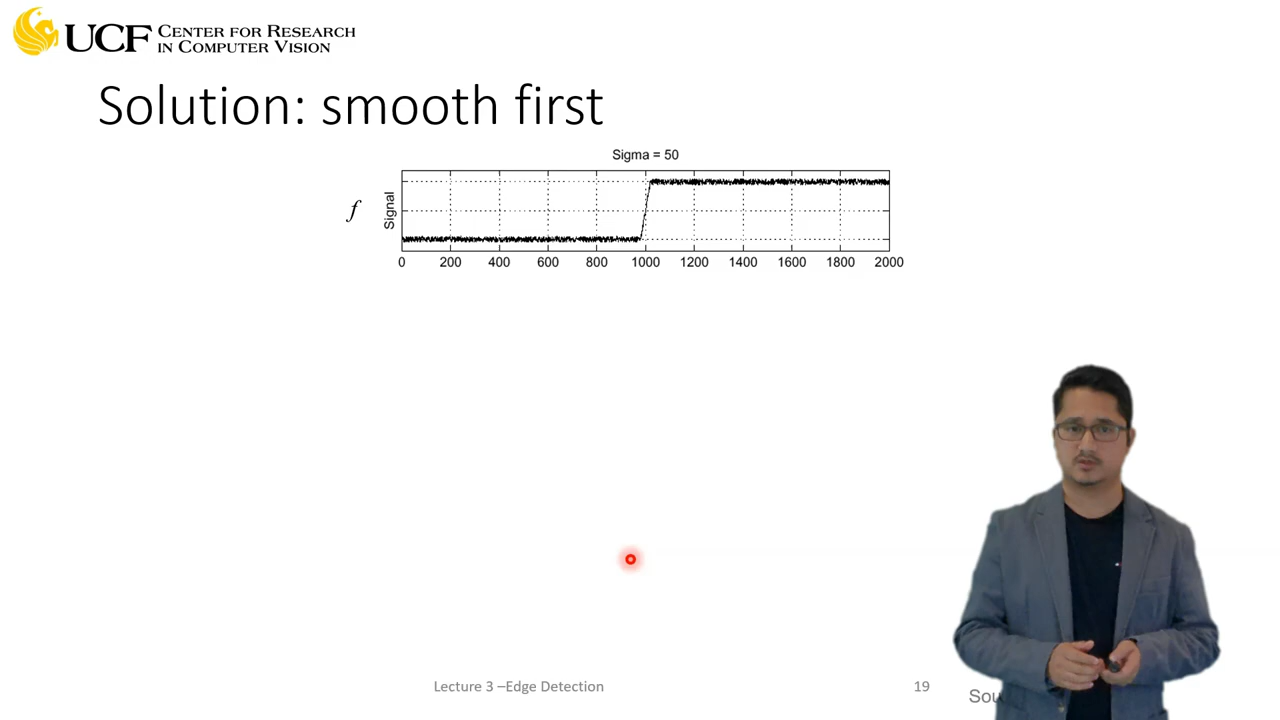 UCF CENTER FOR RESEARCH
IN COMPUTER VISION
Solution: smooth first
Sigma = 50
f
Signal
0 200 400 600 800 1000 1200 1400 1600 1800 2000
Lecture 3 –Edge Detection
19